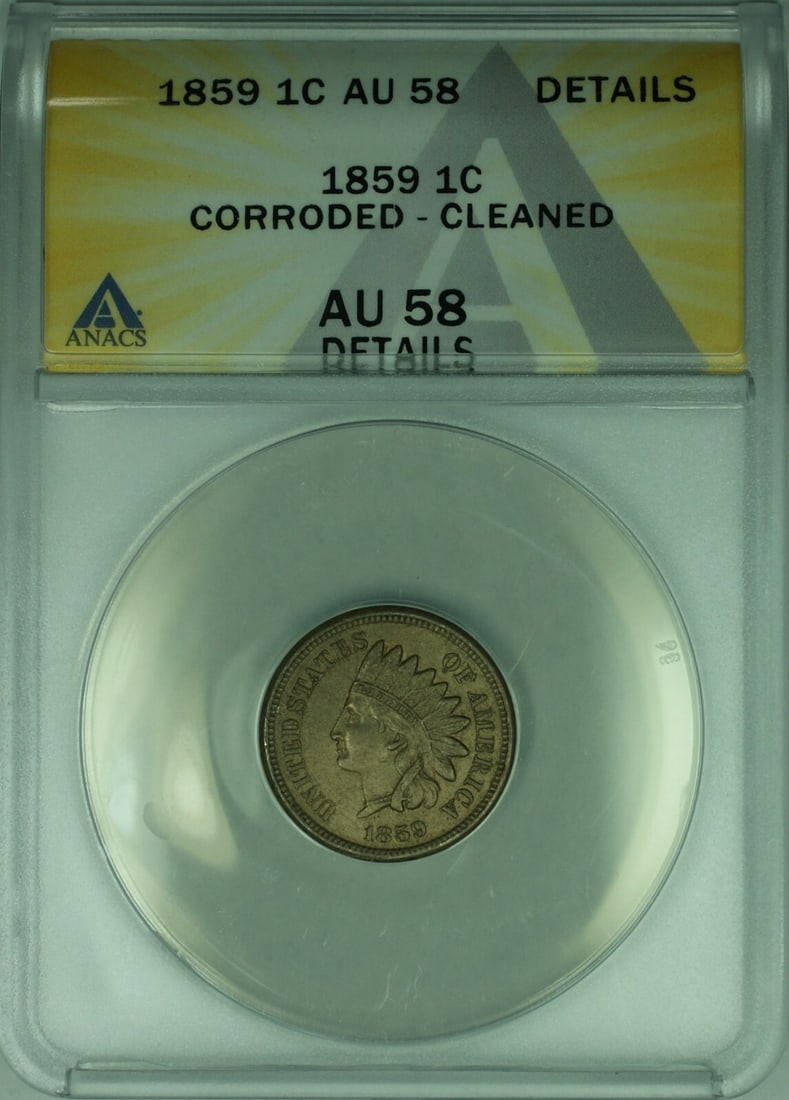 1859 1C AU 58 DETAILS
1859 1C
CORRODED - CLEANED
AU 58
DETAILS
ANACS
UNITED STATES OF AMERICA
1859